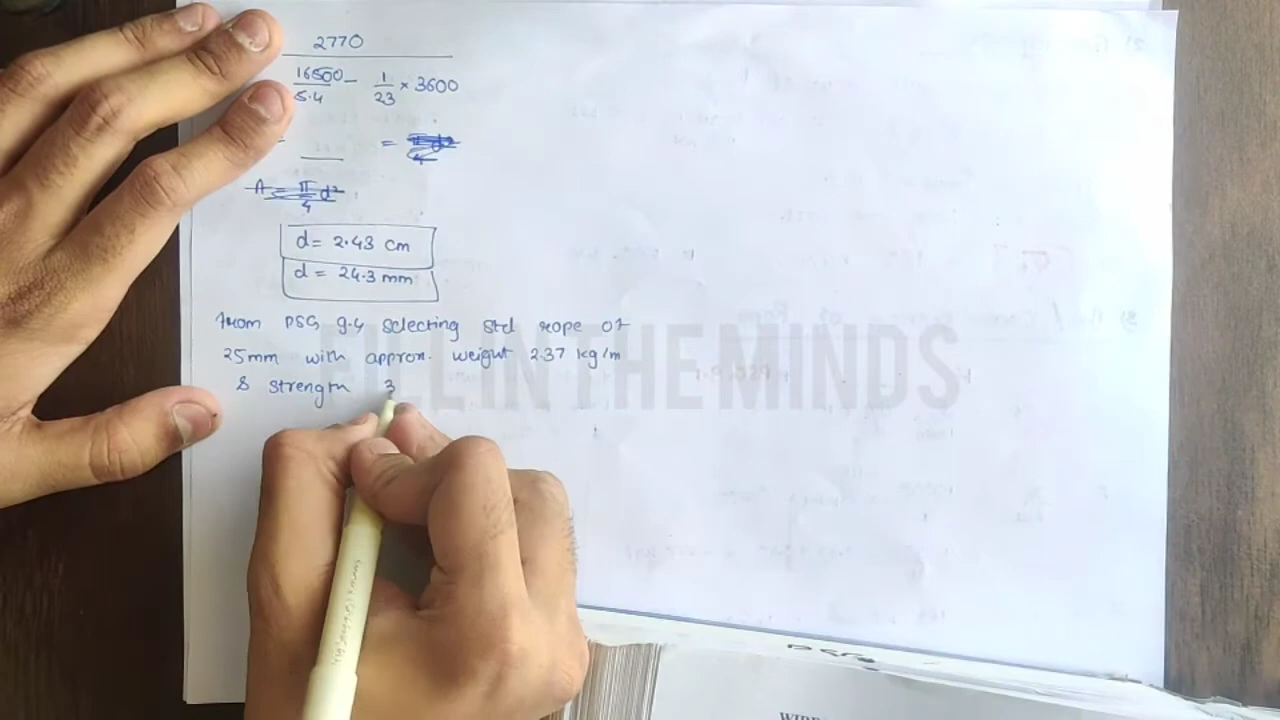 2770
16500 - 1 × 3600
5.4 23
= =
A = π d²
4
d = 2.43 cm
d = 24.3 mm
from PSG 9.4 selecting std rope of
25mm with approx. weight 2.37 kg/m
& strength 3
FILL IN THE MINDS
WIRE